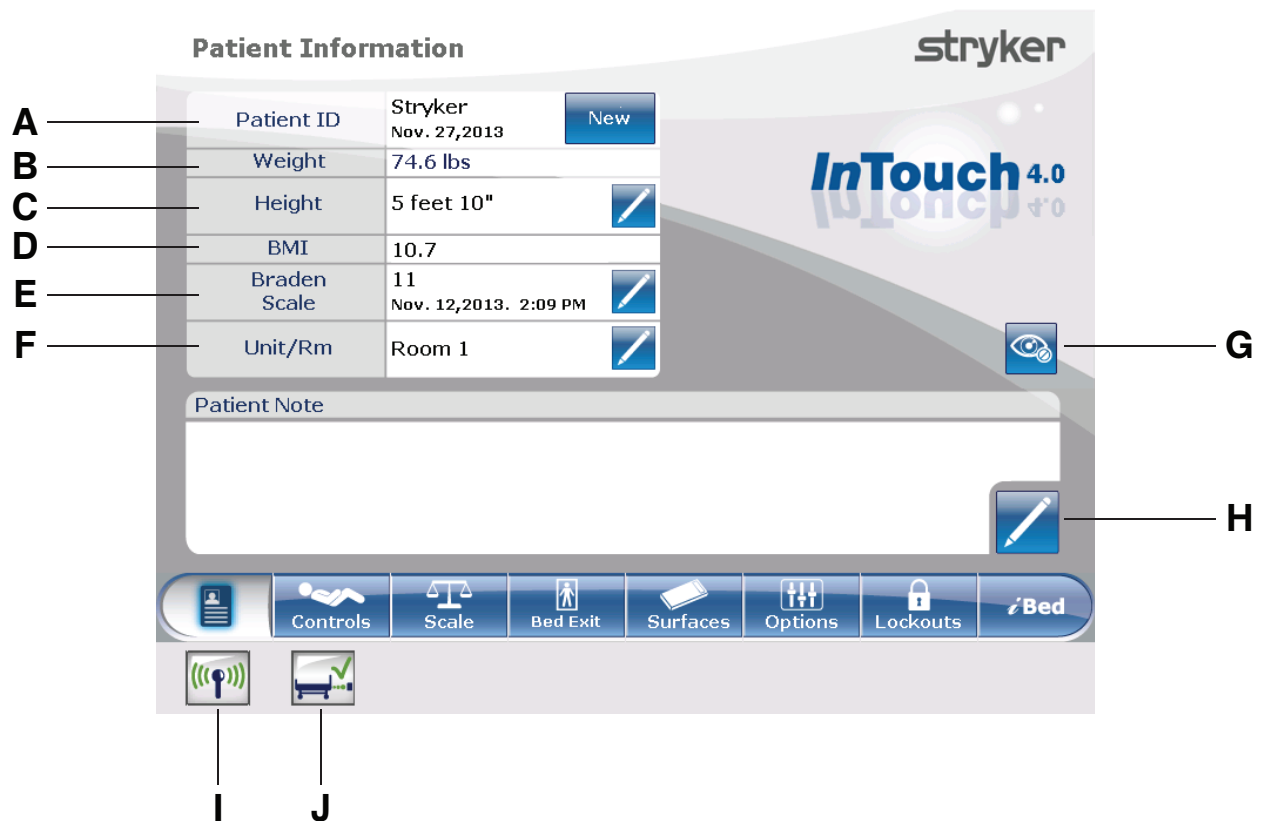 Patient Information
stryker
A
Patient ID
Stryker
Nov. 27,2013
New
B
Weight
74.6 lbs
InTouch 4.0
C
Height
5 feet 10"
D
BMI
10.7
E
Braden
Scale
11
Nov. 12,2013. 2:09 PM
F
Unit/Rm
Room 1
G
Patient Note
H
Controls
Scale
Bed Exit
Surfaces
Options
Lockouts
iBed
I
J